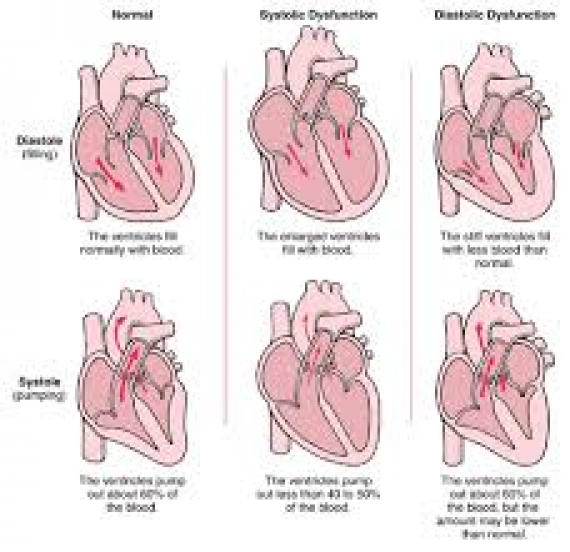 Normal
Systolic Dysfunction
Diastolic Dysfunction
Diastole
(filling)
The ventricles fill
normally with blood.
The enlarged ventricles
fill with blood.
The stiff ventricles fill
with less blood than
normal.
Systole
(pumping)
The ventricles pump
out about 60% of
the blood.
The ventricles pump
out less than 40 to 50%
of the blood.
The ventricles pump
out about 60% of
the blood, but the
amount may be lower
than normal.